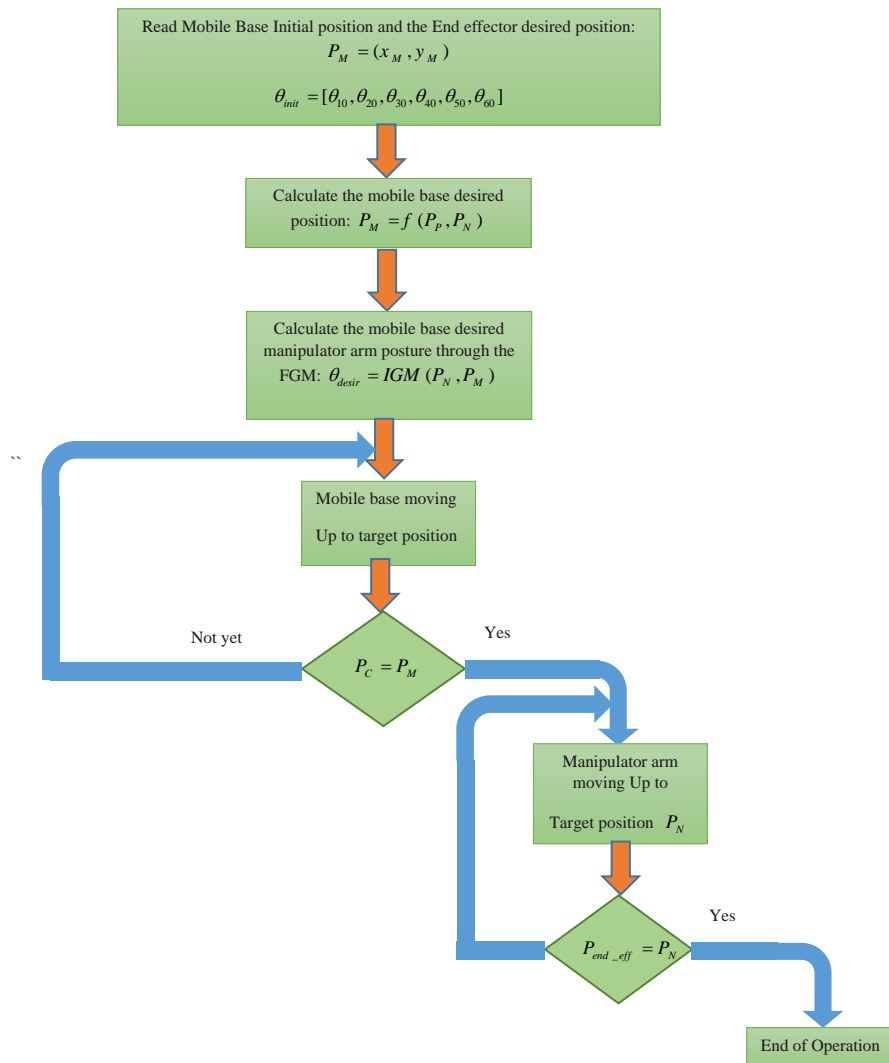 Read Mobile Base Initial position and the End effector desired position:
P_M = (x_M, y_M)
θ_init = [θ_10, θ_20, θ_30, θ_40, θ_50, θ_60]
Calculate the mobile base desired
position: P_M = f (P_P, P_N)
Calculate the mobile base desired
manipulator arm posture through the
FGM: θ_desir = IGM (P_N, P_M)
``
Mobile base moving
Up to target position
Not yet
Yes
P_C = P_M
Manipulator arm
moving Up to
Target position P_N
Yes
P_end_eff = P_N
End of Operation